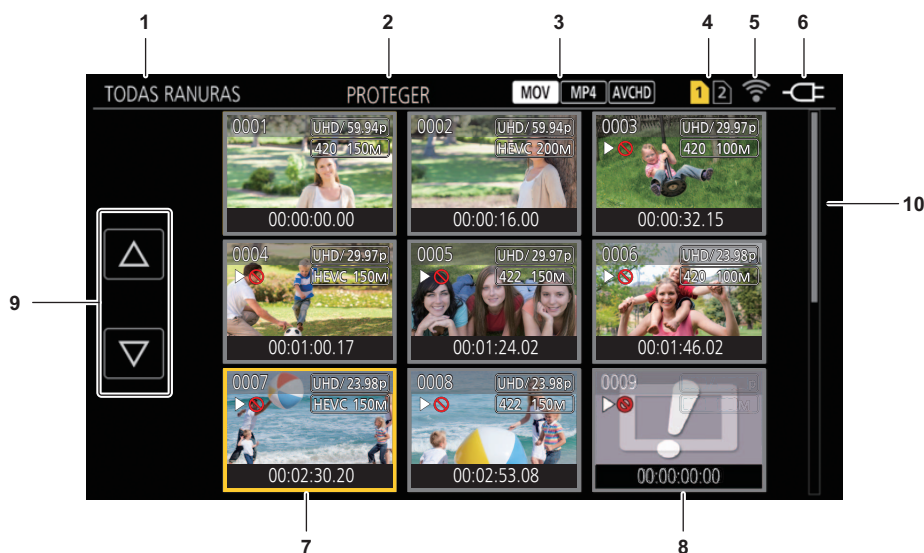 1 2 3 4 5 6
TODAS RANURAS PROTEGER MOV MP4 AVCHD 1 2
0001 UHD/59.94p 0002 UHD/59.94p 0003 UHD/29.97p
420 150M HEVC 200M 420 100M
00:00:00.00 00:00:16.00 00:00:32.15
10
0004 UHD/29.97p 0005 UHD/29.97p 0006 UHD/23.98p
HEVC 150M 422 150M 420 100M
9
00:01:00.17 00:01:24.02 00:01:46.02
0007 UHD/23.98p 0008 UHD/23.98p 0009
HEVC 150M 422 150M
00:02:30.20 00:02:53.08 00:00:00:00
7 8